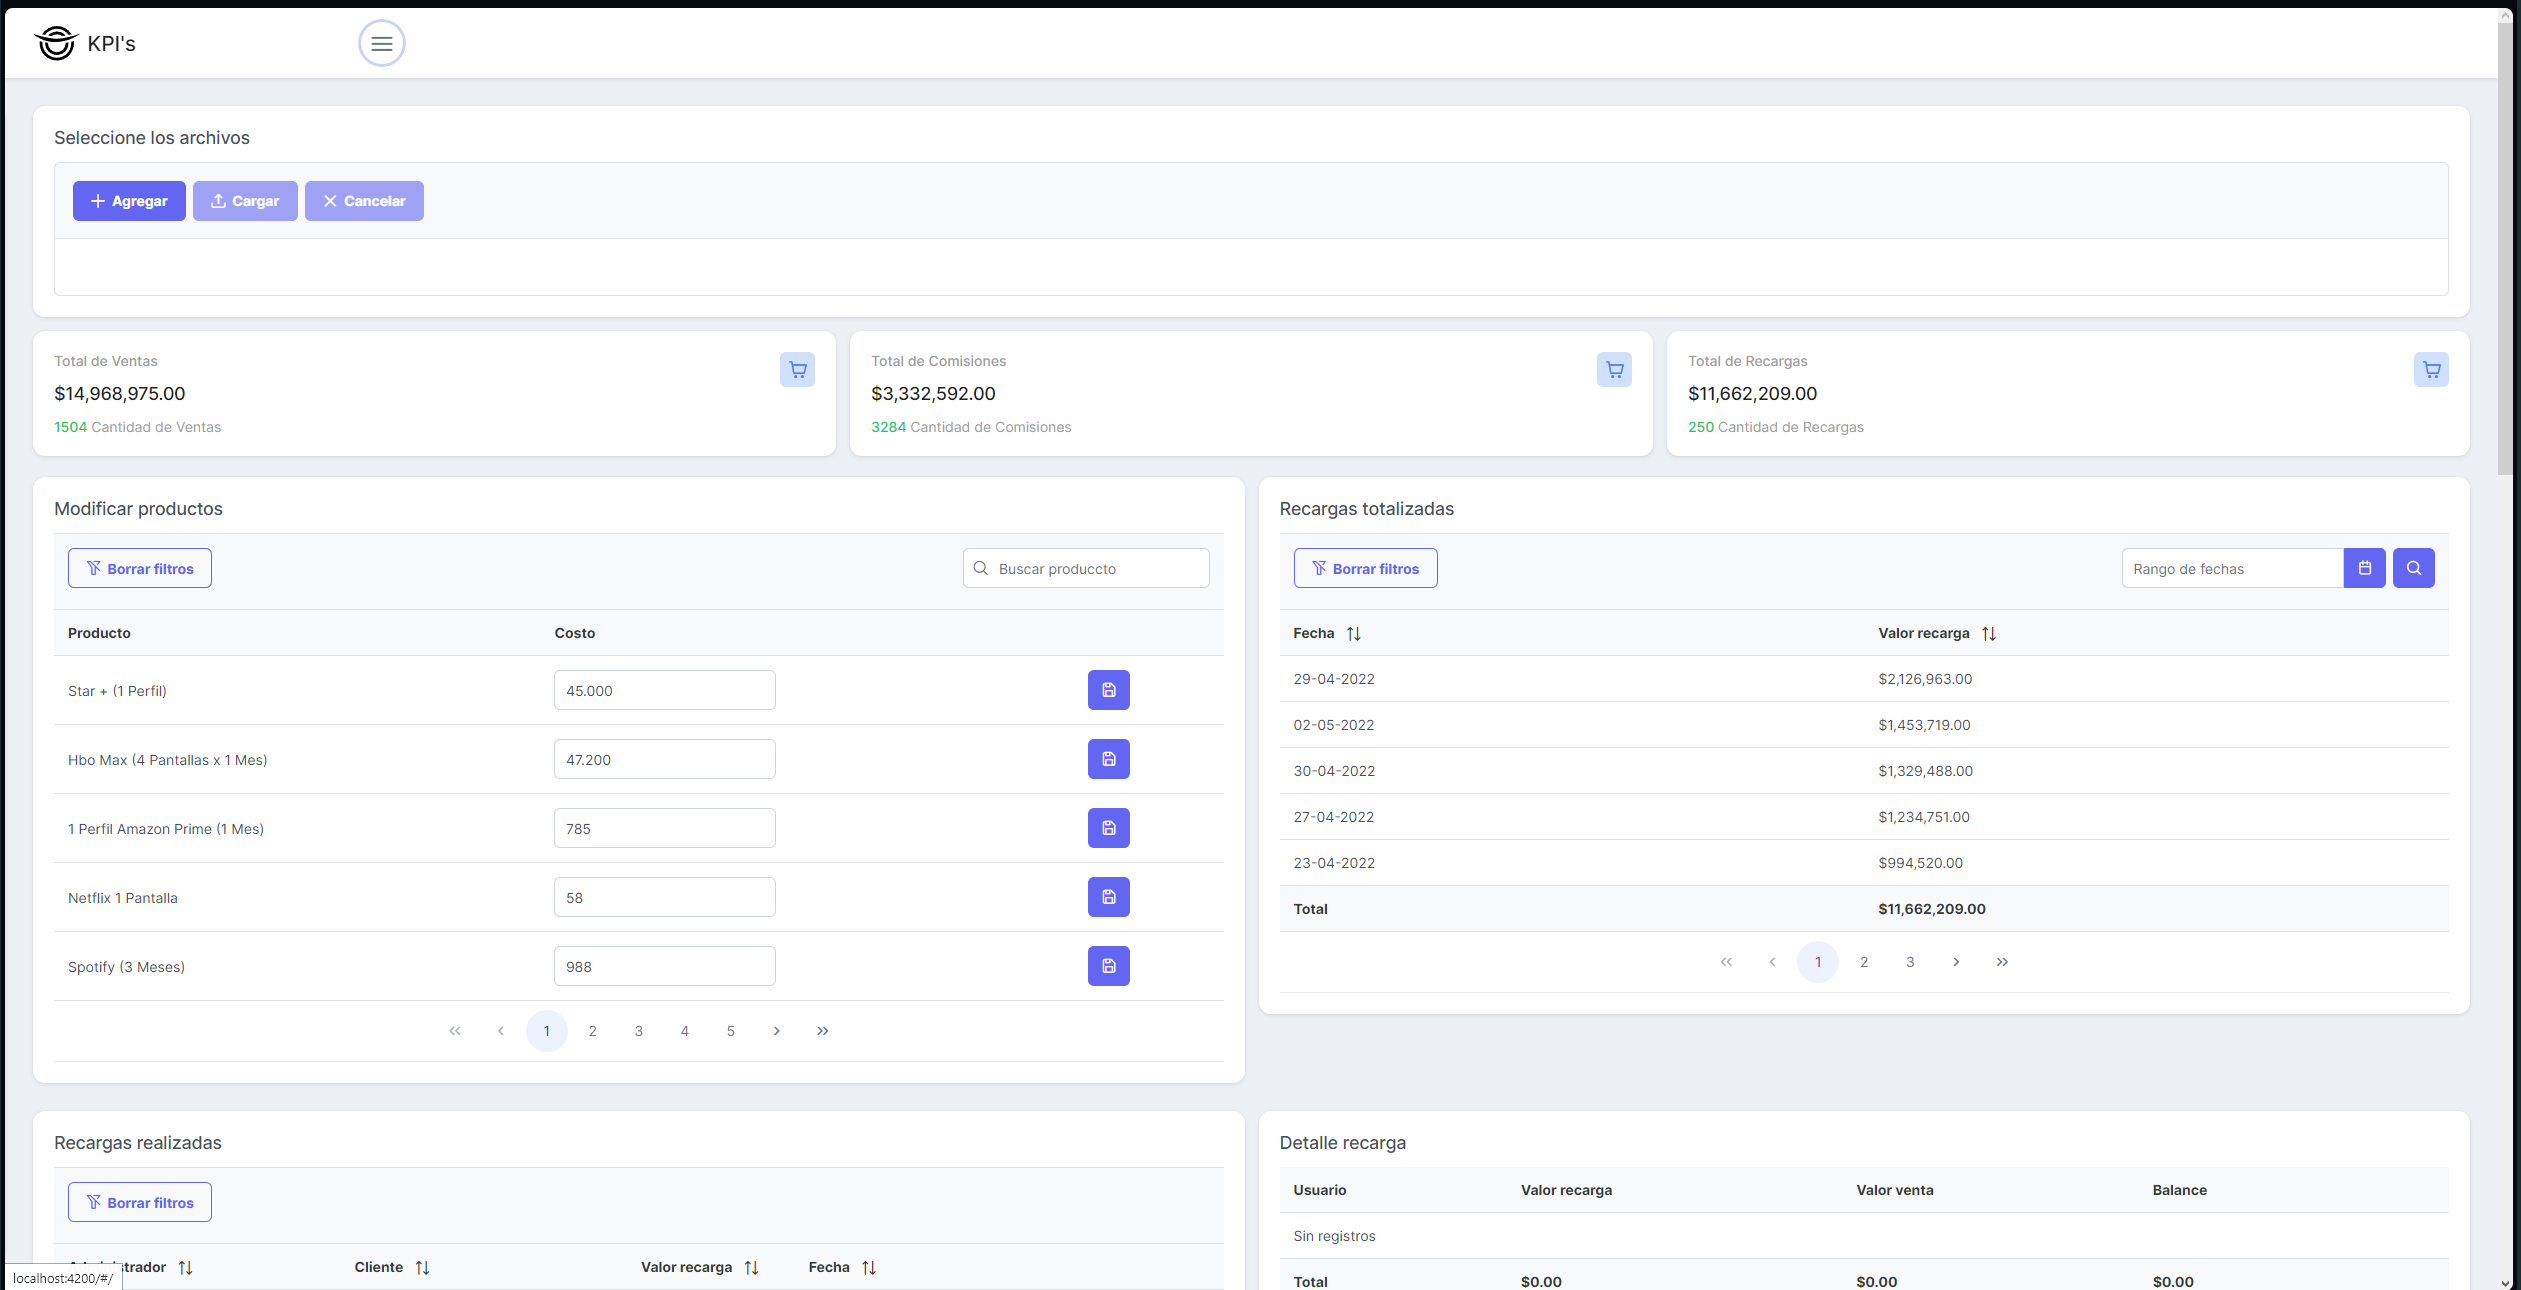 KPI's
Seleccione los archivos
Agregar Cargar Cancelar
Total de Ventas
$14,968,975.00
1504 Cantidad de Ventas
Total de Comisiones
$3,332,592.00
3284 Cantidad de Comisiones
Total de Recargas
$11,662,209.00
250 Cantidad de Recargas
Modificar productos
Borrar filtros Buscar produccto
Producto Costo
Star + (1 Perfil) 45.000
Hbo Max (4 Pantallas x 1 Mes) 47.200
1 Perfil Amazon Prime (1 Mes) 785
Netflix 1 Pantalla 58
Spotify (3 Meses) 988
« ‹ 1 2 3 4 5 › »
Recargas totalizadas
Borrar filtros Rango de fechas
Fecha Valor recarga
29-04-2022 $2,126,963.00
02-05-2022 $1,453,719.00
30-04-2022 $1,329,488.00
27-04-2022 $1,234,751.00
23-04-2022 $994,520.00
Total $11,662,209.00
« ‹ 1 2 3 › »
Recargas realizadas
Borrar filtros
Cliente Valor recarga Fecha
Detalle recarga
Usuario Valor recarga Valor venta Balance
Sin registros
Total $0.00 $0.00 $0.00
localhost:4200/#/